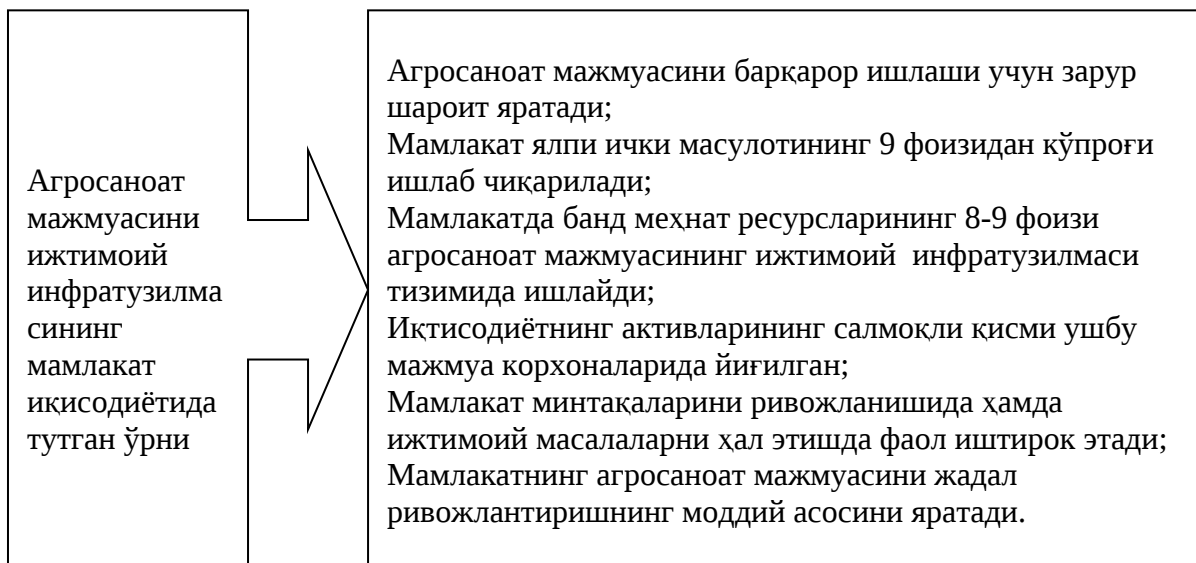 Агросаноат
мажмуасини
ижтимоий
инфратузилма
сининг
мамлакат
иқисодиётида
тутган ўрни
Агросаноат мажмуасини барқарор ишлаши учун зарур
шароит яратади;
Мамлакат ялпи ички масулотининг 9 фоизидан кўпроғи
ишлаб чиқарилади;
Мамлакатда банд меҳнат ресурсларининг 8-9 фоизи
агросаноат мажмуасининг ижтимоий инфратузилмаси
тизимида ишлайди;
Иқтисодиётнинг активларининг салмоқли қисми ушбу
мажмуа корхоналарида йиғилган;
Мамлакат минтақаларини ривожланишида ҳамда
ижтимоий масалаларни ҳал этишда фаол иштирок этади;
Мамлакатнинг агросаноат мажмуасини жадал
ривожлантиришнинг моддий асосини яратади.